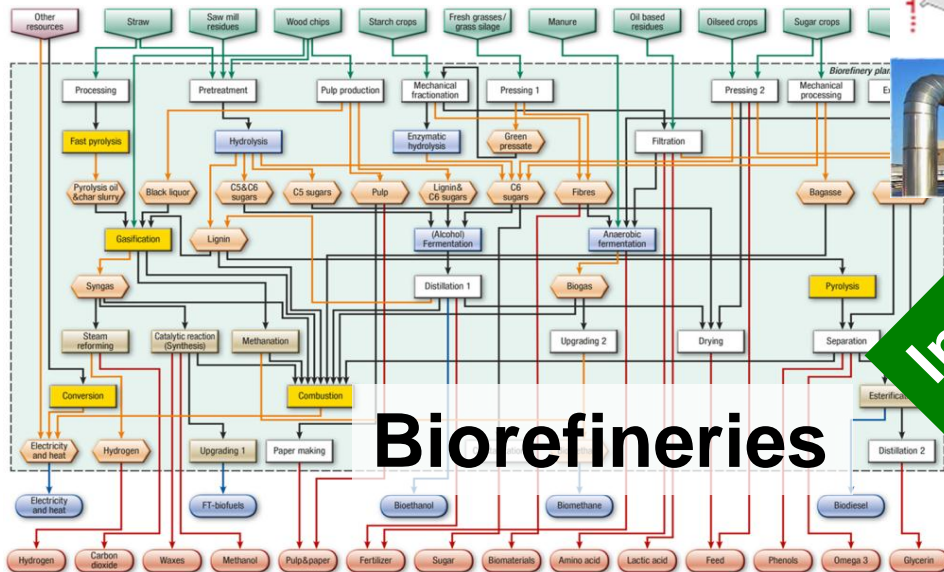 Other
resources
Straw
Saw mill
residues
Wood chips
Starch crops
Fresh grasses/
grass silage
Manure
Oil based
residues
Oilseed crops
Sugar crops
Biorefinery plan
Processing
Pretreatment
Pulp production
Mechanical
fractionation
Pressing 1
Pressing 2
Mechanical
processing
Fast pyrolysis
Hydrolysis
Enzymatic
hydrolysis
Green
pressate
Filtration
Pyrolysis oil
&char slurry
Black liquor
C5&C6
sugars
C5 sugars
Pulp
Lignin&
C6 sugars
C6
sugars
Fibres
Bagasse
Gasification
Lignin
(Alcohol)
Fermentation
Anaerobic
fermentation
Syngas
Distillation 1
Biogas
Pyrolysis
Steam
reforming
Catalytic reaction
(Synthesis)
Methanation
Upgrading 2
Drying
Separation
Conversion
Combustion
Esterifica
Biorefineries
Electricity
and heat
Hydrogen
Upgrading 1
Paper making
Distillation 2
Electricity
and heat
FT-biofuels
Bioethanol
Biomethane
Biodiesel
Hydrogen
Carbon
dioxide
Waxes
Methanol
Pulp&paper
Fertilizer
Sugar
Biomaterials
Amino acid
Lactic acid
Feed
Phenols
Omega 3
Glycerin